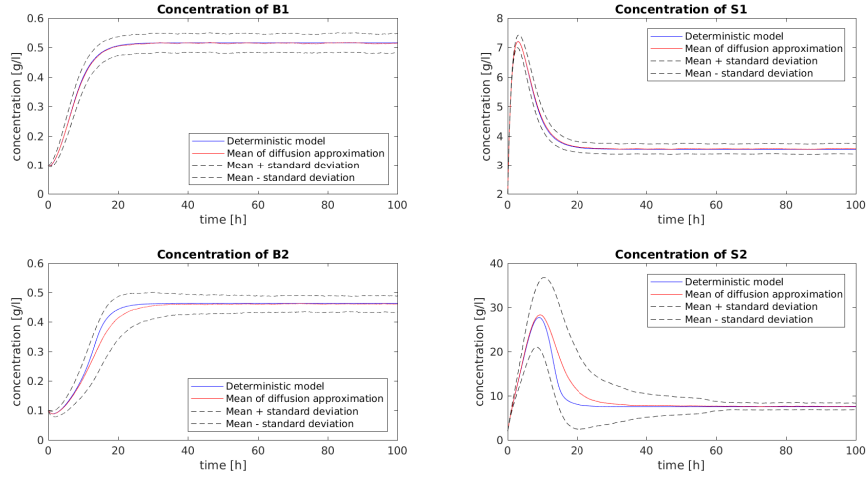 Concentration of B1
concentration [g/l]
0.6
0.5
0.4
0.3
0.2
0.1
0
0 20 40 60 80 100
time [h]
Deterministic model
Mean of diffusion approximation
Mean + standard deviation
Mean - standard deviation
Concentration of S1
concentration [g/l]
8
7
6
5
4
3
2
0 20 40 60 80 100
time [h]
Deterministic model
Mean of diffusion approximation
Mean + standard deviation
Mean - standard deviation
Concentration of B2
concentration [g/l]
0.6
0.5
0.4
0.3
0.2
0.1
0
0 20 40 60 80 100
time [h]
Deterministic model
Mean of diffusion approximation
Mean + standard deviation
Mean - standard deviation
Concentration of S2
concentration [g/l]
40
30
20
10
0
0 20 40 60 80 100
time [h]
Deterministic model
Mean of diffusion approximation
Mean + standard deviation
Mean - standard deviation